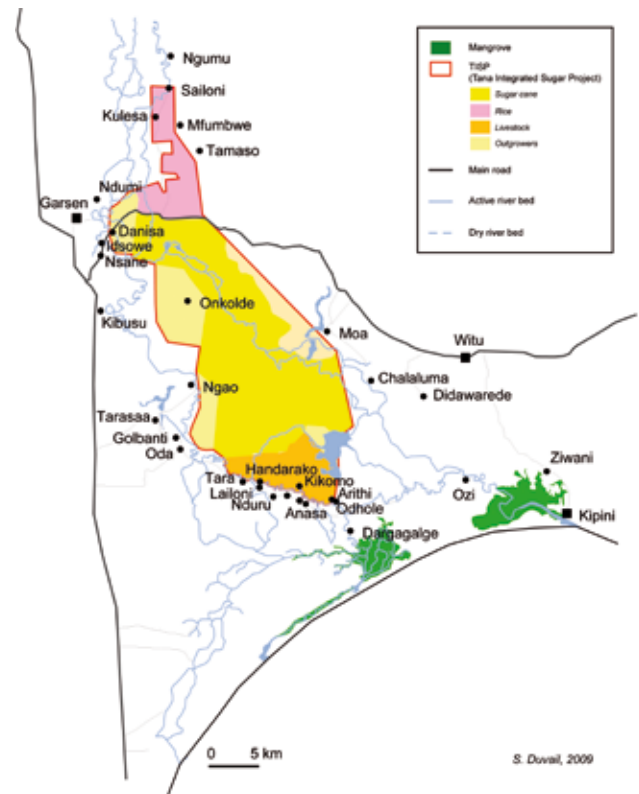 Ngumu
Sailoni
Kulesa
Mfumbwe
Tamaso
Ndumi
Garsen
Danisa
Idsowe
Nsane
Onkolde
Kibusu
Moa
Witu
Chalaluma
Didawarede
Ngao
Tarasaa
Golbanti
Oda
Handarako
Tara
Kikomo
Lailoni
Arithi
Nduru
Odhole
Anasa
Dargagalge
Ozi
Ziwani
Kipini
Mangrove
TISP
(Tana Integrated Sugar Project)
Sugar cane
Rice
Livestock
Outgrowers
Main road
Active river bed
Dry river bed
0 5 km
S. Duvail, 2009